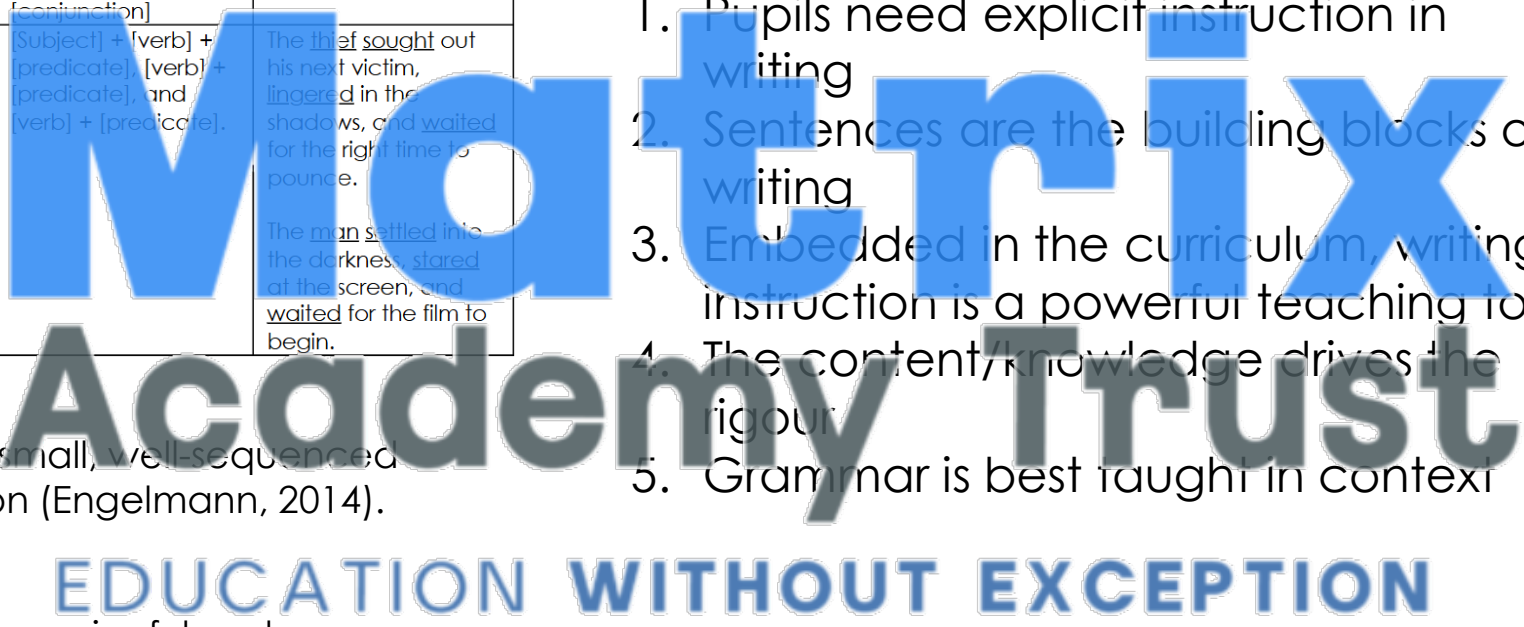 [conjunction]
[Subject] + [verb] +
[predicate], [verb] +
[predicate], and
[verb] + [predicate].
The thief sought out
his next victim,
lingered in the
shadows, and waited
for the right time to
pounce.
The man settled into
the darkness, stared
at the screen, and
waited for the film to
begin.
small, well-sequenced
(Engelmann, 2014).
1. Pupils need explicit instruction in
writing
2. Sentences are the building blocks
writing
3. Embedded in the curriculum, writing
instruction is a powerful teaching
4. The content/knowledge drives the
rigour
5. Grammar is best taught in context
Matrix
Academy Trust
EDUCATION WITHOUT EXCEPTION